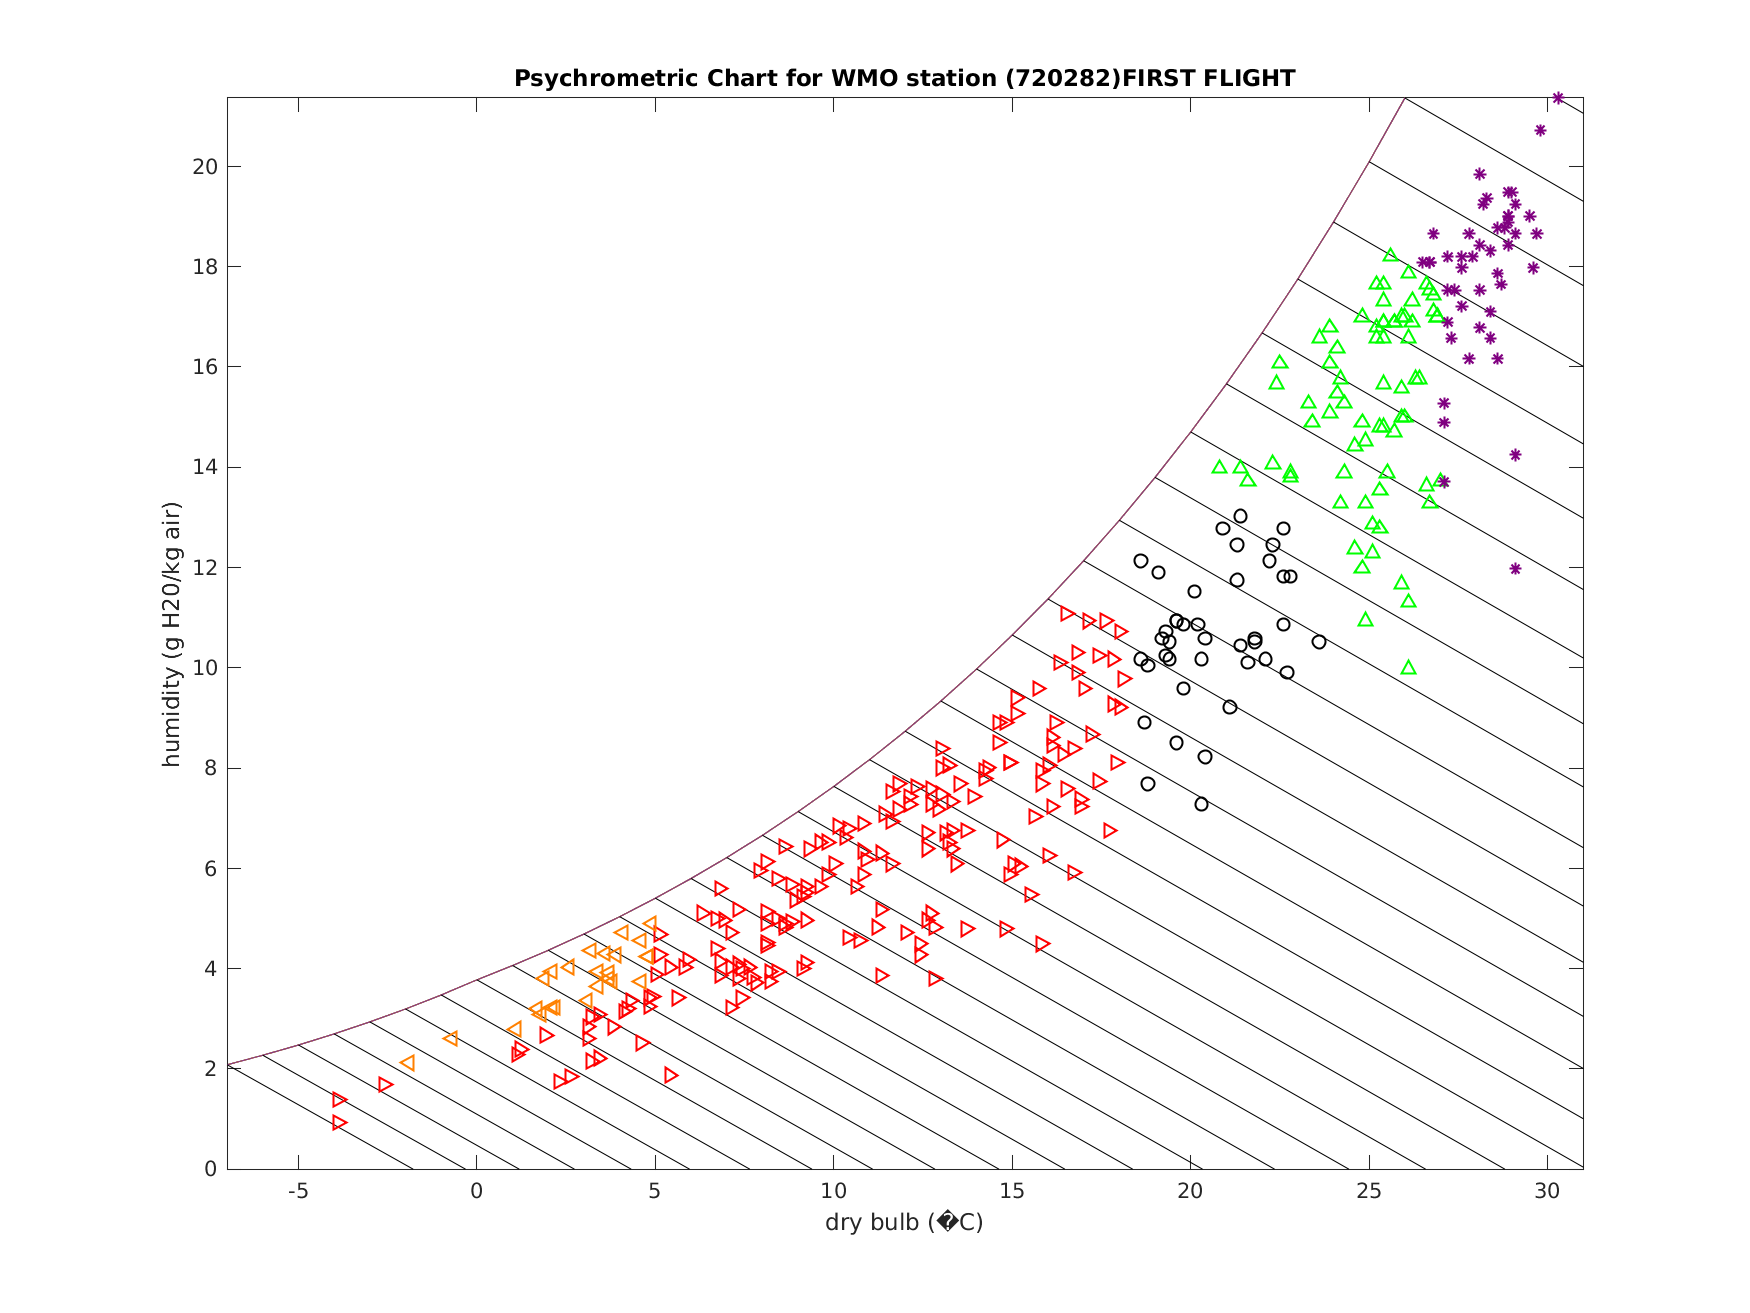 Psychrometric Chart for WMO station (720282)FIRST FLIGHT
humidity (g H20/kg air)
20
18
16
14
12
10
8
6
4
2
0
-5 0 5 10 15 20 25 30
dry bulb (�C)